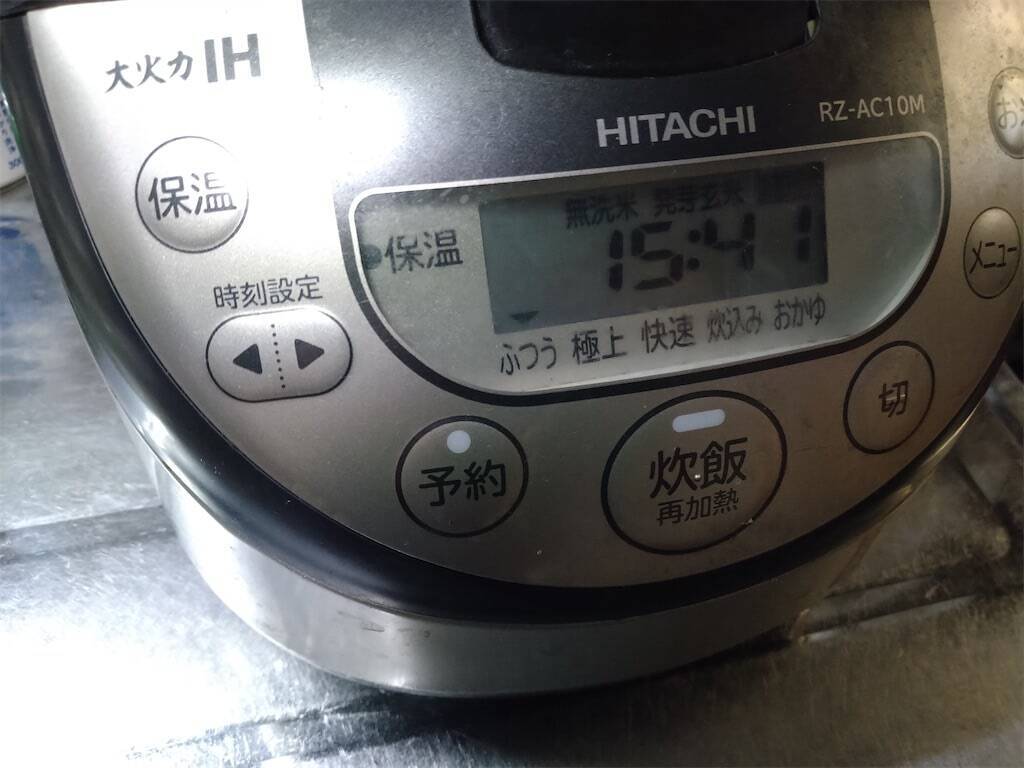 大火力 IH
HITACHI
RZ-AC10M
保温
保温
無洗米 発芽玄米
15:41
時刻設定
ふつう 極上 快速 炊込み おかゆ
メニュー
予約
炊飯
再加熱
切